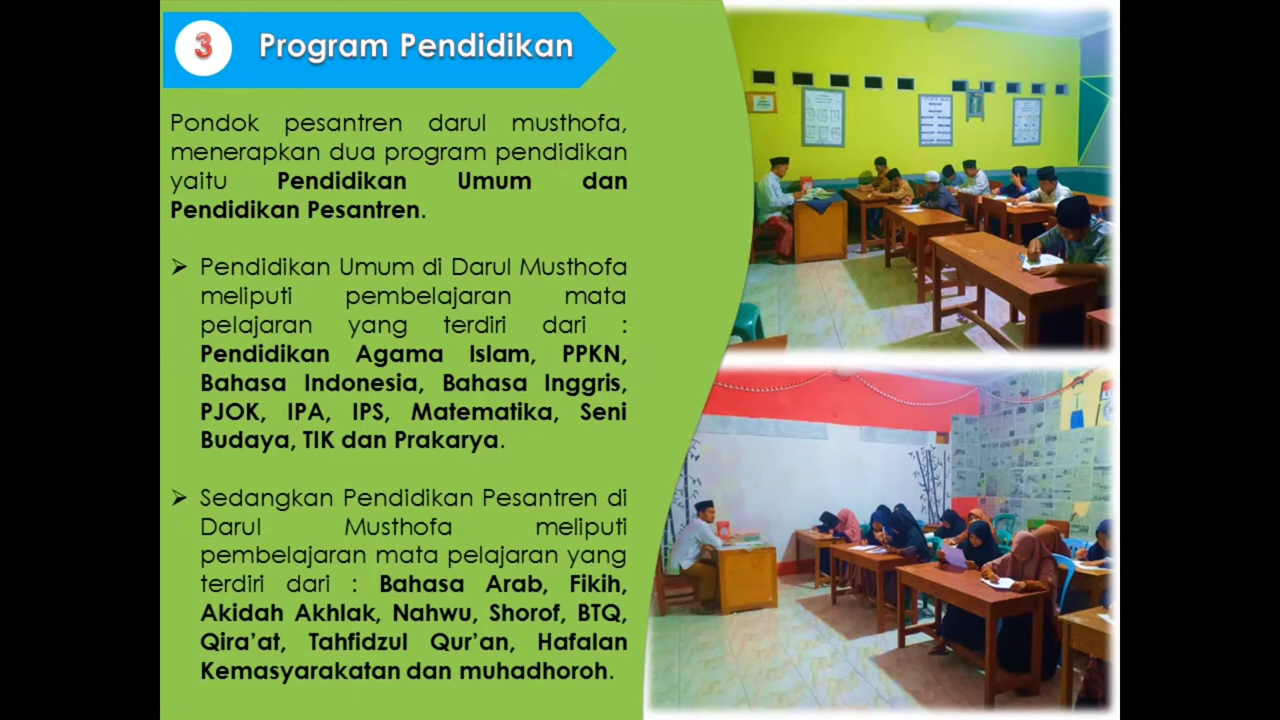 3 Program Pendidikan
Pondok pesantren darul musthofa,
menerapkan dua program pendidikan
yaitu Pendidikan Umum dan
Pendidikan Pesantren.
➢ Pendidikan Umum di Darul Musthofa
meliputi pembelajaran mata
pelajaran yang terdiri dari :
Pendidikan Agama Islam, PPKN,
Bahasa Indonesia, Bahasa Inggris,
PJOK, IPA, IPS, Matematika, Seni
Budaya, TIK dan Prakarya.
➢ Sedangkan Pendidikan Pesantren di
Darul Musthofa meliputi
pembelajaran mata pelajaran yang
terdiri dari : Bahasa Arab, Fikih,
Akidah Akhlak, Nahwu, Shorof, BTQ,
Qira’at, Tahfidzul Qur’an, Hafalan
Kemasyarakatan dan muhadhoroh.